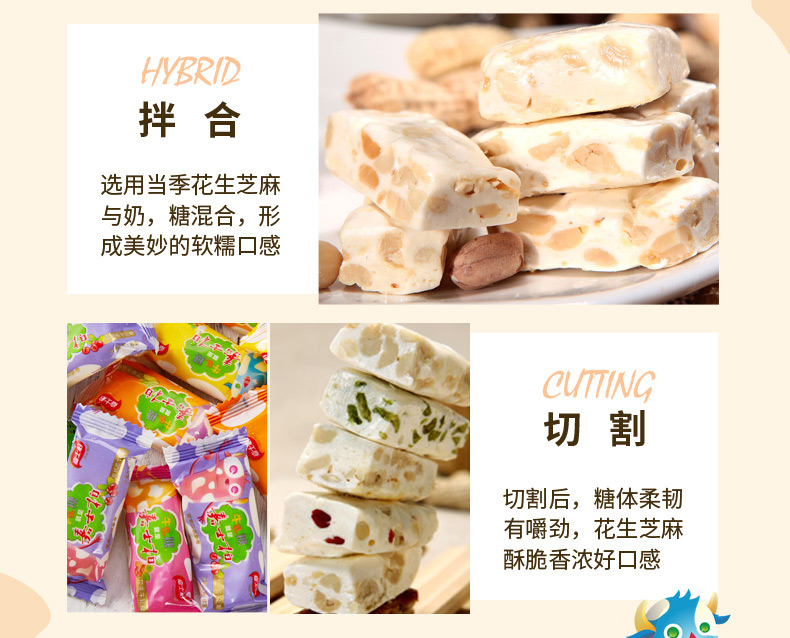 HYBRID
拌 合
选用当季花生芝麻
与奶，糖混合，形
成美妙的软糯口感
CUTTING
切 割
切割后，糖体柔韧
有嚼劲，花生芝麻
酥脆香浓好口感